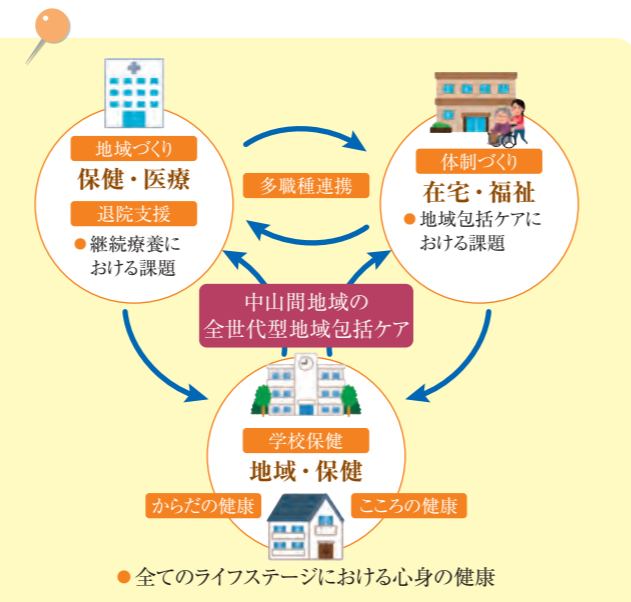 地域づくり
保健・医療
退院支援
●継続療養に
おける課題
多職種連携
体制づくり
在宅・福祉
●地域包括ケアに
おける課題
中山間地域の
全世代型地域包括ケア
学校保健
地域・保健
からだの健康
こころの健康
●全てのライフステージにおける心身の健康